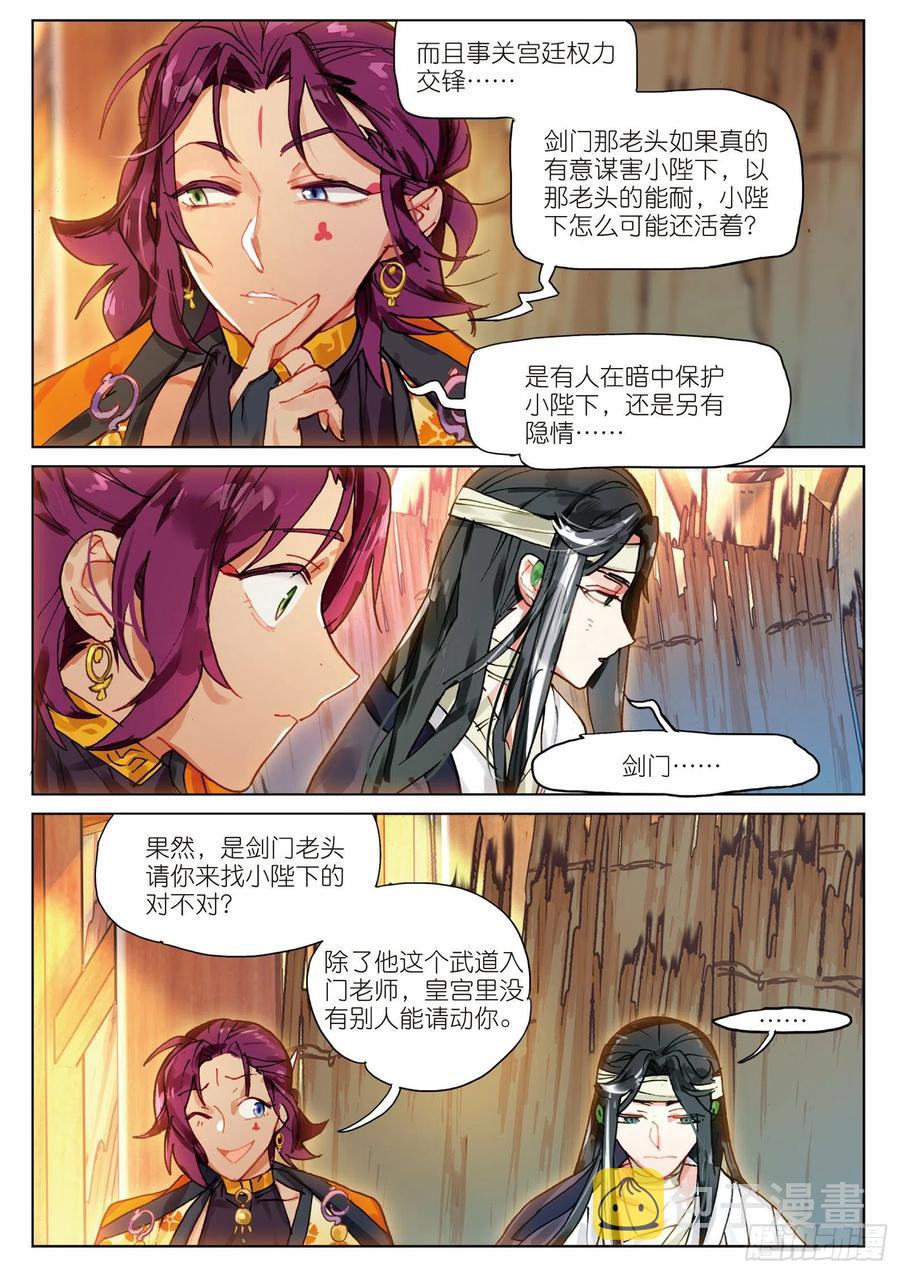 而且事关宫廷权力
交锋……
剑门那老头如果真的
有意谋害小陛下，以
那老头的能耐，小陛
下怎么可能还活着？
是有人在暗中保护
小陛下，还是另有
隐情……
剑门……
果然，是剑门老头
请你来找小陛下的
对不对？
除了他这个武道入
门老师，皇宫里没
有别人能请动你。
……
包子漫畫
腾讯动漫